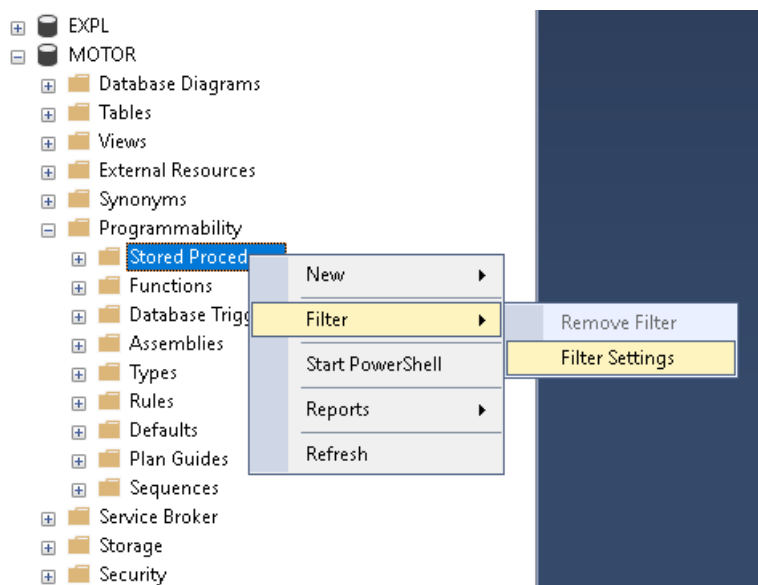 EXPL
MOTOR
Database Diagrams
Tables
Views
External Resources
Synonyms
Programmability
Stored Proced
Functions
Database Trigg
Assemblies
Types
Rules
Defaults
Plan Guides
Sequences
Service Broker
Storage
Security
New
Filter
Start PowerShell
Reports
Refresh
Remove Filter
Filter Settings